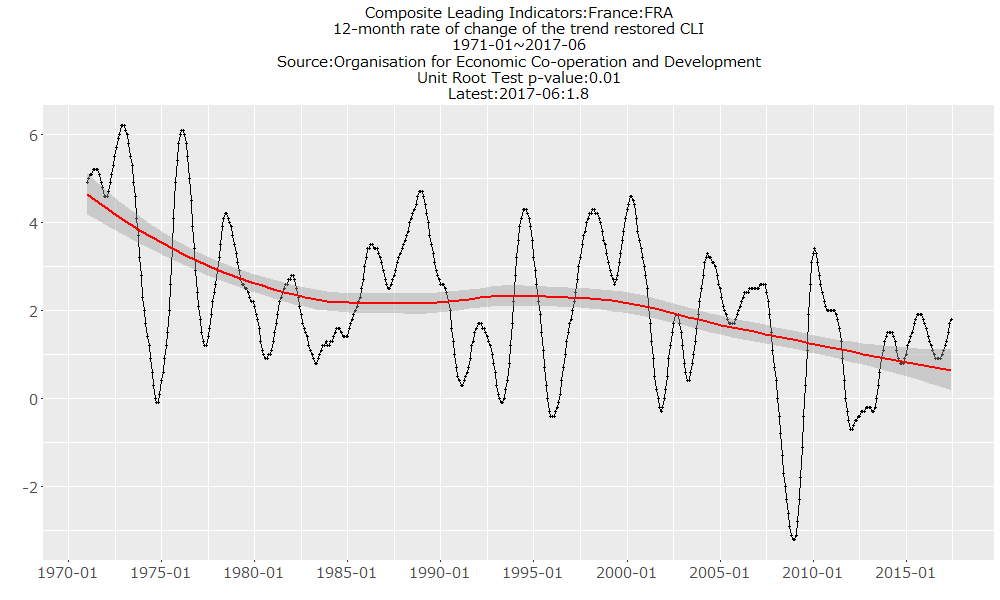 Composite Leading Indicators:France:FRA
12-month rate of change of the trend restored CLI
1971-01~2017-06
Source:Organisation for Economic Co-operation and Development
Unit Root Test p-value:0.01
Latest:2017-06:1.8
6
4
2
0
-2
1970-01 1975-01 1980-01 1985-01 1990-01 1995-01 2000-01 2005-01 2010-01 2015-01